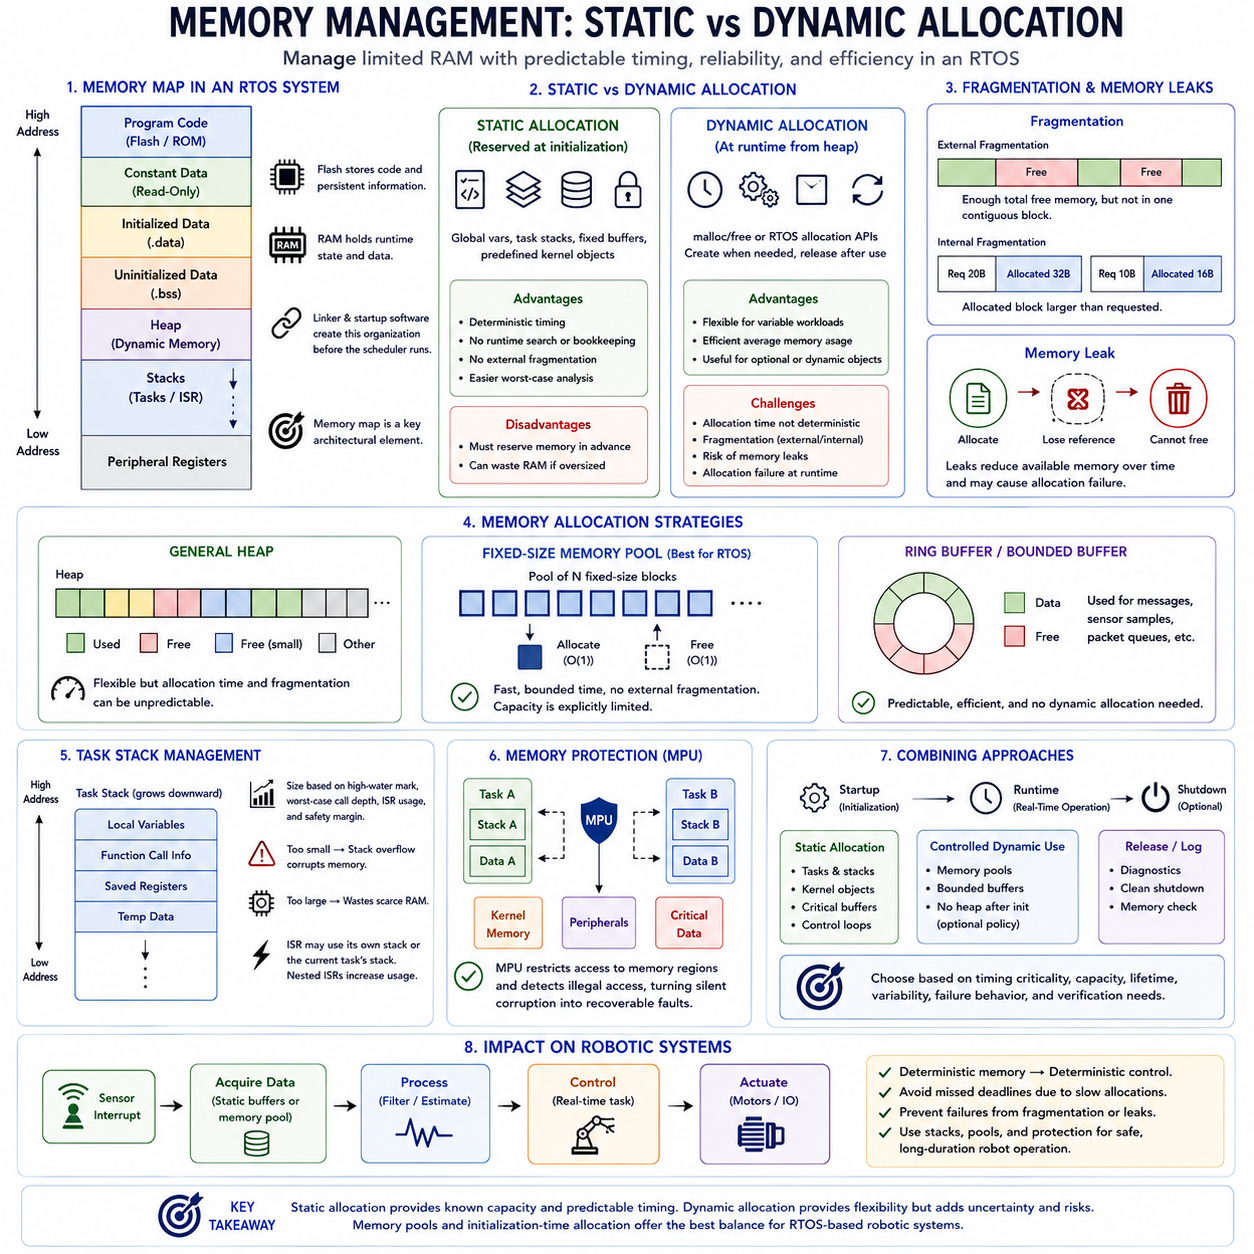 MEMORY MANAGEMENT: STATIC vs DYNAMIC ALLOCATION
Manage limited RAM with predictable timing, reliability, and efficiency in an RTOS
1. MEMORY MAP IN AN RTOS SYSTEM
High
Address
Low
Address
Program Code
(Flash / ROM)
Constant Data
(Read-Only)
Initialized Data
(.data)
Uninitialized Data
(.bss)
Heap
(Dynamic Memory)
Stacks
(Tasks / ISR)
Peripheral Registers
Flash stores code and
persistent information.
RAM
RAM holds runtime
state and data.
Linker & startup software
create this organization
before the scheduler runs.
Memory map is a key
architectural element.
2. STATIC vs DYNAMIC ALLOCATION
STATIC ALLOCATION
(Reserved at initialization)
Global vars, task stacks, fixed buffers,
predefined kernel objects
Advantages
• Deterministic timing
• No runtime search or bookkeeping
• No external fragmentation
• Easier worst-case analysis
Disadvantages
• Must reserve memory in advance
• Can waste RAM if oversized
DYNAMIC ALLOCATION
(At runtime from heap)
malloc/free or RTOS allocation APIs
Create when needed, release after use
Advantages
• Flexible for variable workloads
• Efficient average memory usage
• Useful for optional or dynamic objects
Challenges
• Allocation time not deterministic
• Fragmentation (external/internal)
• Risk of memory leaks
• Allocation failure at runtime
3. FRAGMENTATION & MEMORY LEAKS
Fragmentation
External Fragmentation
Free
Free
Enough total free memory, but not in one
contiguous block.
Internal Fragmentation
Req 20B
Allocated 32B
Req 10B
Allocated 16B
Allocated block larger than requested.
Memory Leak
Allocate
Lose reference
Cannot free
Leaks reduce available memory over time
and may cause allocation failure.
4. MEMORY ALLOCATION STRATEGIES
GENERAL HEAP
Heap
Used
Free
Free (small)
Other
Flexible but allocation time and fragmentation
can be unpredictable.
FIXED-SIZE MEMORY POOL (Best for RTOS)
Pool of N fixed-size blocks
Allocate
(O(1))
Free
(O(1))
Fast, bounded time, no external fragmentation.
Capacity is explicitly limited.
RING BUFFER / BOUNDED BUFFER
Data
Free
Used for messages,
sensor samples,
packet queues, etc.
Predictable, efficient, and no dynamic allocation needed.
5. TASK STACK MANAGEMENT
High
Address
Low
Address
Task Stack (grows downward)
Local Variables
Function Call Info
Saved Registers
Temp Data
Size based on high-water mark,
worst-case call depth, ISR usage,
and safety margin.
Too small → Stack overflow
corrupts memory.
Too large → Wastes scarce RAM.
ISR may use its own stack or
the current task's stack.
Nested ISRs increase usage.
6. MEMORY PROTECTION (MPU)
Task A
Stack A
Data A
MPU
Task B
Stack B
Data B
Kernel
Memory
Peripherals
Critical
Data
MPU restricts access to memory regions
and detects illegal access, turning silent
corruption into recoverable faults.
7. COMBINING APPROACHES
Startup
(Initialization)
Runtime
(Real-Time Operation)
Shutdown
(Optional)
Static Allocation
• Tasks & stacks
• Kernel objects
• Critical buffers
• Control loops
Controlled Dynamic Use
• Memory pools
• Bounded buffers
• No heap after init
(optional policy)
Release / Log
• Diagnostics
• Clean shutdown
• Memory check
Choose based on timing criticality, capacity, lifetime,
variability, failure behavior, and verification needs.
8. IMPACT ON ROBOTIC SYSTEMS
Sensor
Interrupt
Acquire Data
(Static buffers or
memory pool)
Process
(Filter / Estimate)
Control
(Real-time task)
Actuate
(Motors / IO)
Deterministic memory → Deterministic control.
Avoid missed deadlines due to slow allocations.
Prevent failures from fragmentation or leaks.
Use stacks, pools, and protection for safe,
long-duration robot operation.
KEY
TAKEAWAY
Static allocation provides known capacity and predictable timing. Dynamic allocation provides flexibility but adds uncertainty and risks.
Memory pools and initialization-time allocation offer the best balance for RTOS-based robotic systems.